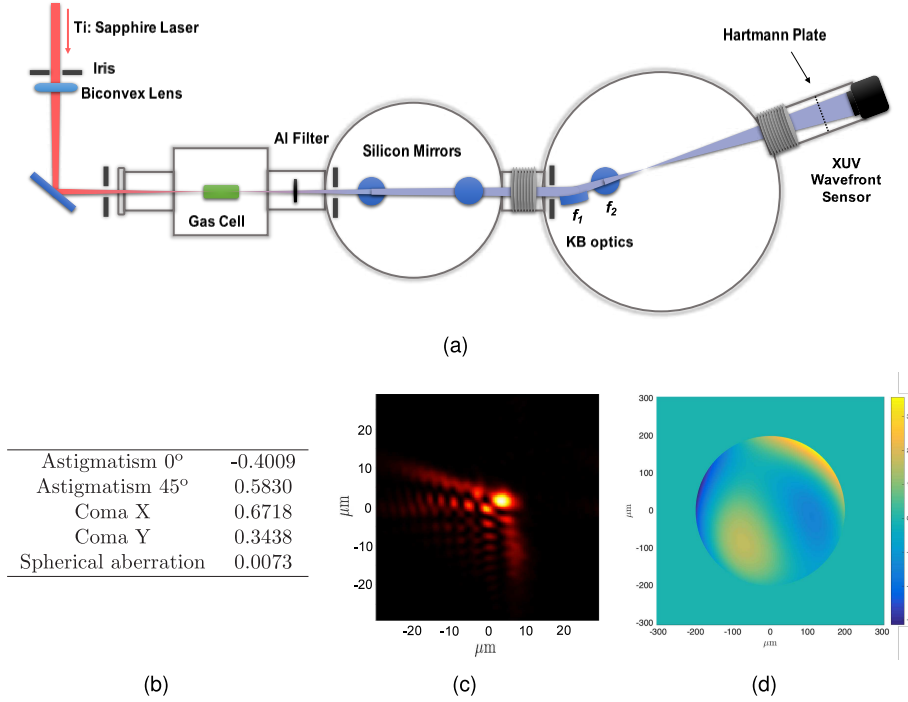 Ti: Sapphire Laser
Iris
Biconvex Lens
Gas Cell
Al Filter
Silicon Mirrors
f1
f2
KB optics
Hartmann Plate
XUV
Wavefront
Sensor
(a)
Astigmatism 0º -0.4009
Astigmatism 45º 0.5830
Coma X 0.6718
Coma Y 0.3438
Spherical aberration 0.0073
(b)
μm
20
10
0
-10
-20
-20 -10 0 10 20
μm
(c)
μm
300
200
100
0
-100
-200
-300
-300 -200 -100 0 100 200 300
μm
(d)